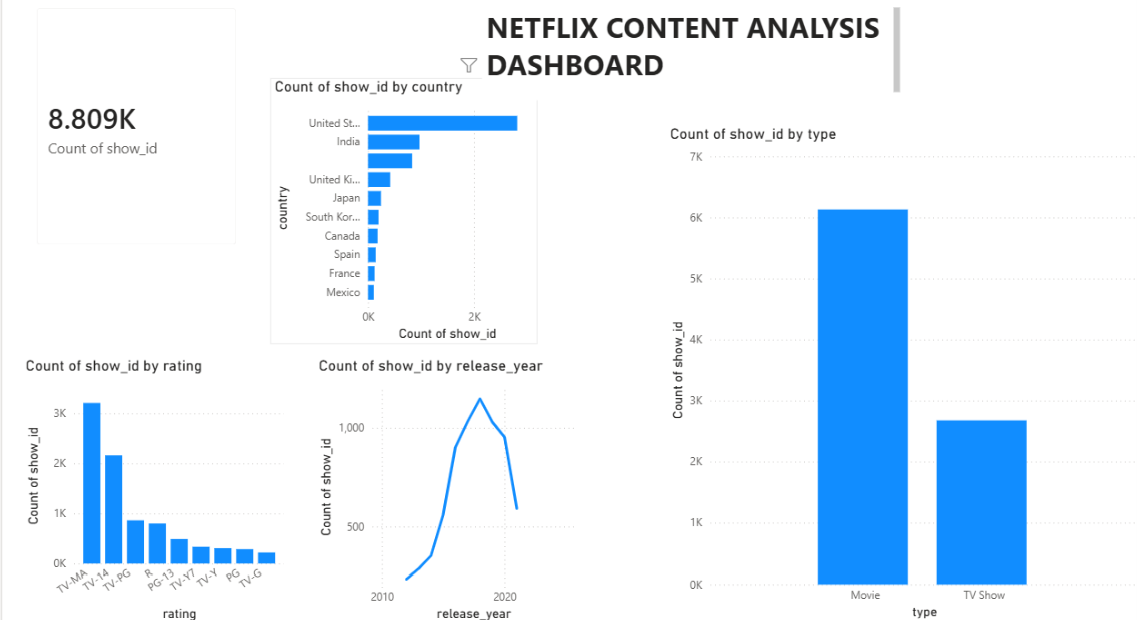 NETFLIX CONTENT ANALYSIS
DASHBOARD
8.809K
Count of show_id
Count of show_id by country
country
United St...
India
United Ki...
Japan
South Kor...
Canada
Spain
France
Mexico
0K
2K
Count of show_id
Count of show_id by type
Count of show_id
7K
6K
5K
4K
3K
2K
1K
0K
Movie
TV Show
type
Count of show_id by rating
Count of show_id
3K
2K
1K
0K
TV-MA
TV-14
TV-PG
R
PG-13
TV-Y7
TV-Y
PG
TV-G
rating
Count of show_id by release_year
Count of show_id
1,000
500
2010
2020
release_year